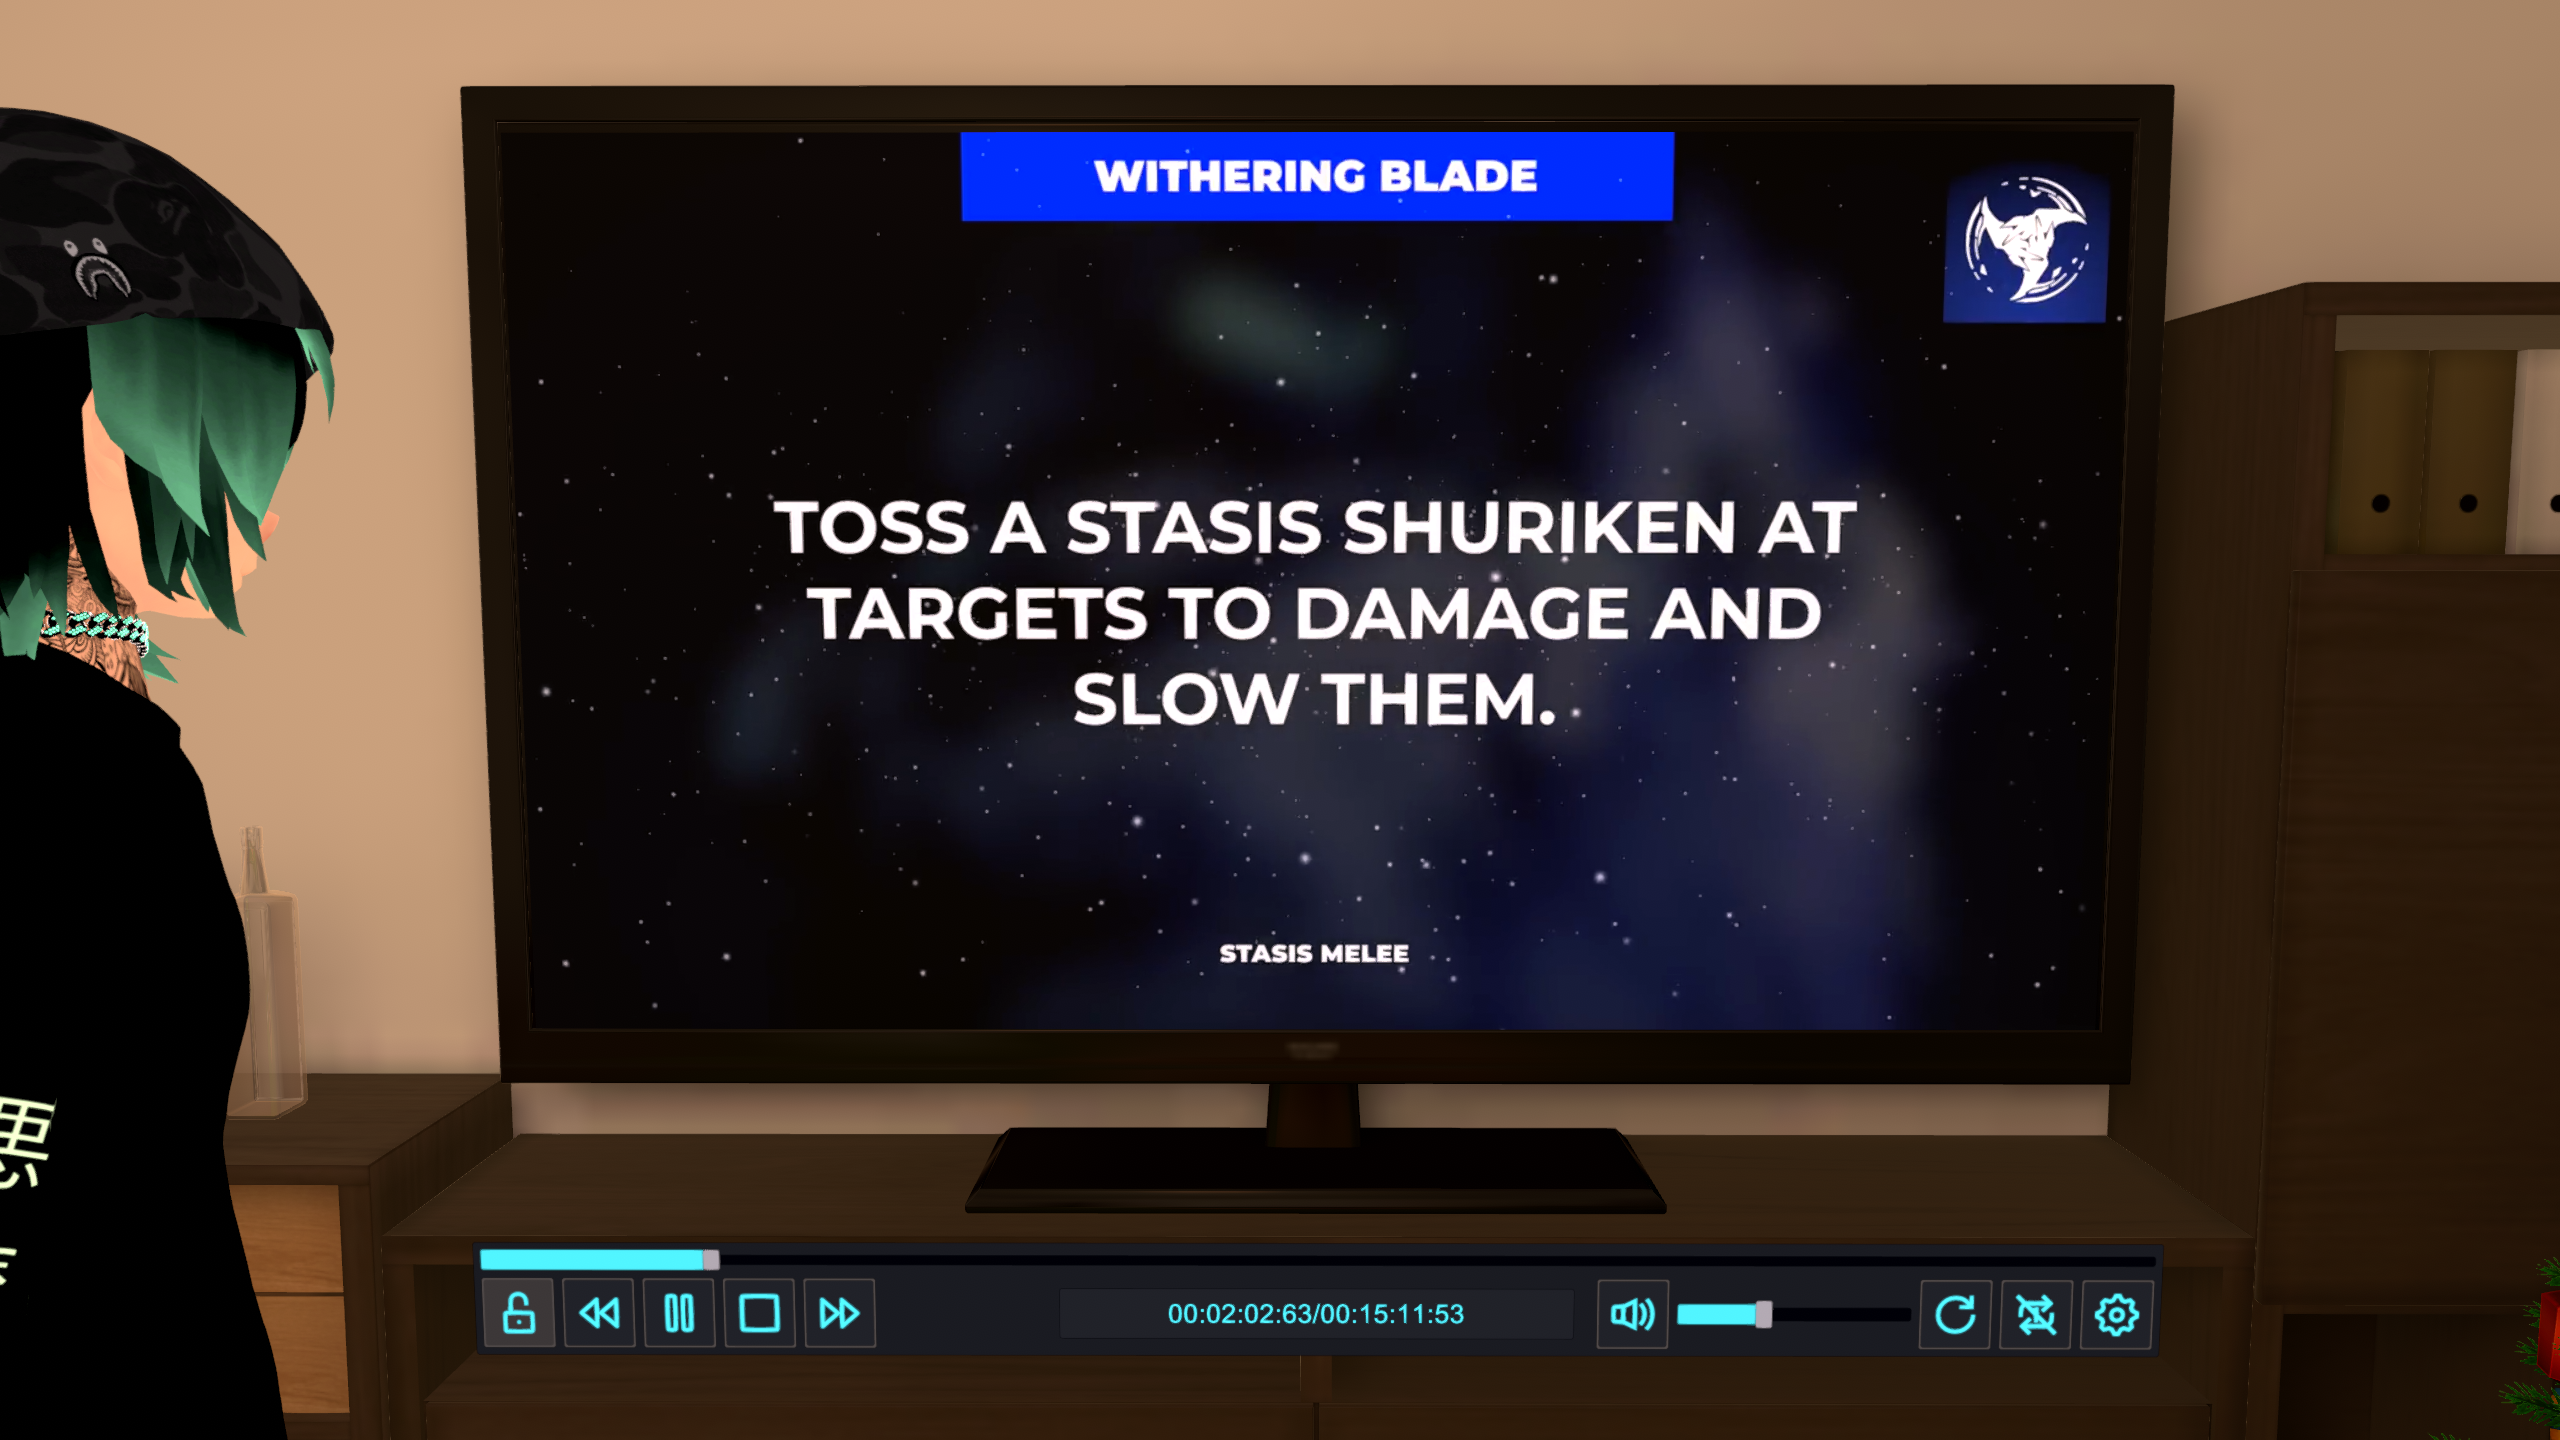 WITHERING BLADE
TOSS A STASIS SHURIKEN AT
TARGETS TO DAMAGE AND
SLOW THEM.
STASIS MELEE
悪
00:02:02:63/00:15:11:53